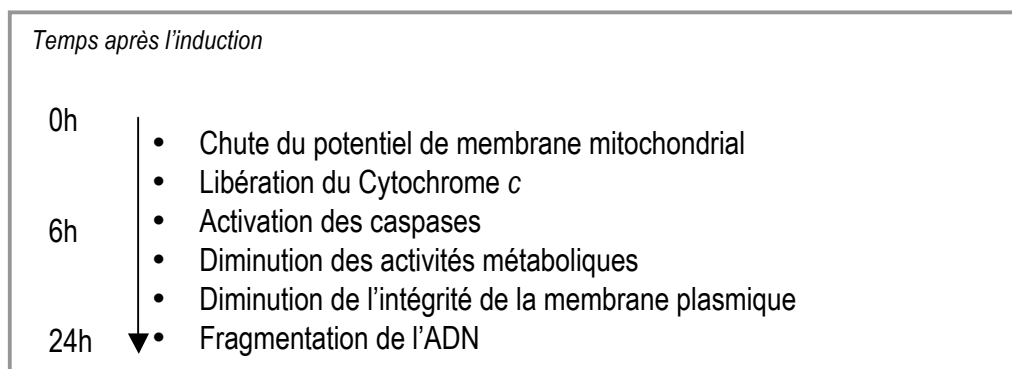 Temps après l'induction
0h
• Chute du potentiel de membrane mitochondrial
• Libération du Cytochrome c
6h • Activation des caspases
• Diminution des activités métaboliques
• Diminution de l'intégrité de la membrane plasmique
24h • Fragmentation de l'ADN